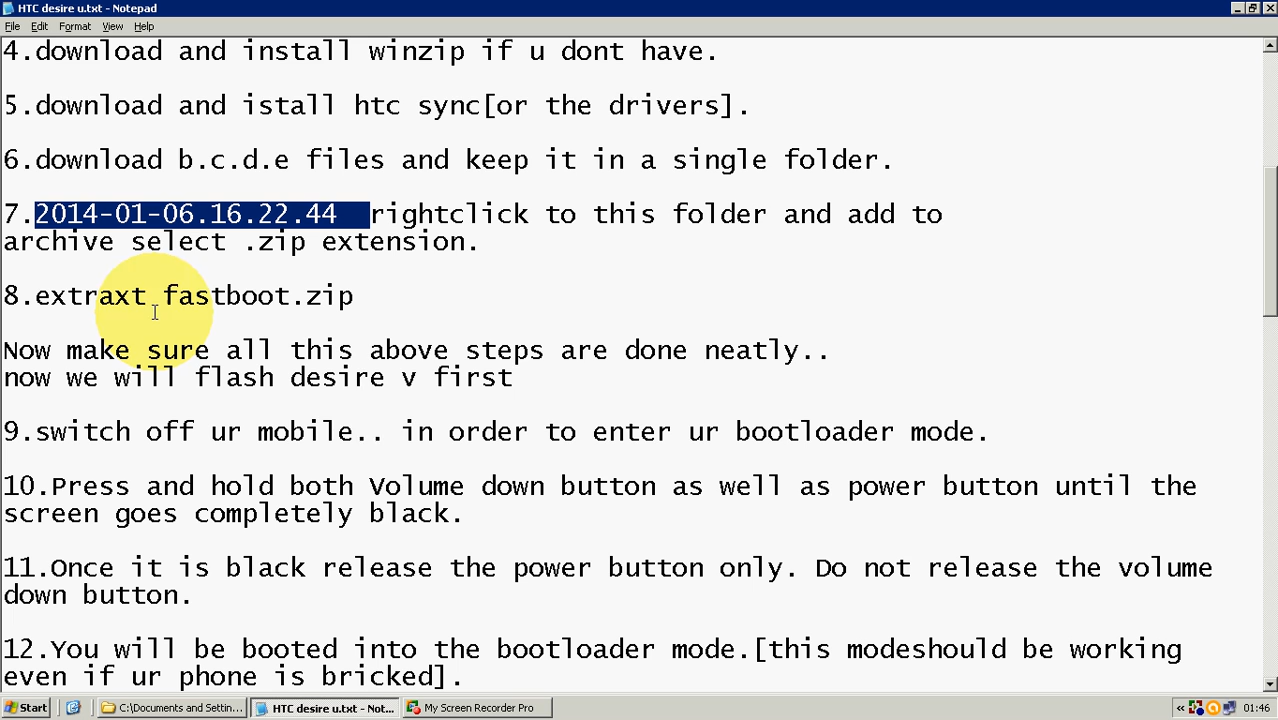 HTC desire u.txt - Notepad
File Edit Format View Help
4.download and install winzip if u dont have.
5.download and istall htc sync[or the drivers].
6.download b.c.d.e files and keep it in a single folder.
7.2014-01-06.16.22.44  rightclick to this folder and add to
archive select .zip extension.
8.extraxt fastboot.zip
Now make sure all this above steps are done neatly..
now we will flash desire v first
9.switch off ur mobile.. in order to enter ur bootloader mode.
10.Press and hold both Volume down button as well as power button until the
screen goes completely black.
11.Once it is black release the power button only. Do not release the volume
down button.
12.You will be booted into the bootloader mode.[this modeshould be working
even if ur phone is bricked].
Start C:\Documents and Settin... HTC desire u.txt - Not... My Screen Recorder Pro « 01:46